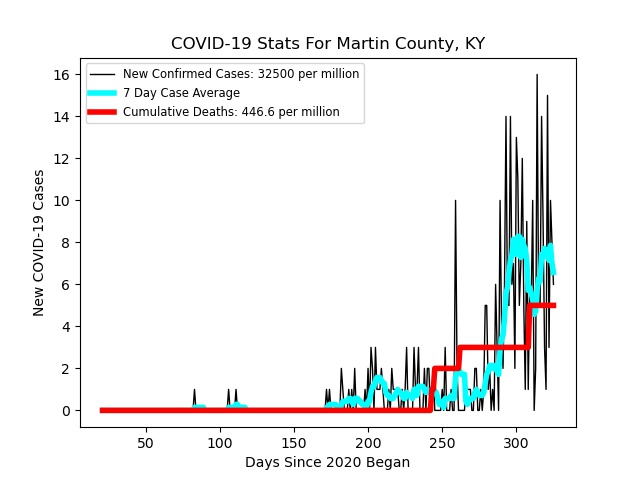 COVID-19 Stats For Martin County, KY
New Confirmed Cases: 32500 per million
7 Day Case Average
Cumulative Deaths: 446.6 per million
New COVID-19 Cases
16
14
12
10
8
6
4
2
0
50 100 150 200 250 300
Days Since 2020 Began